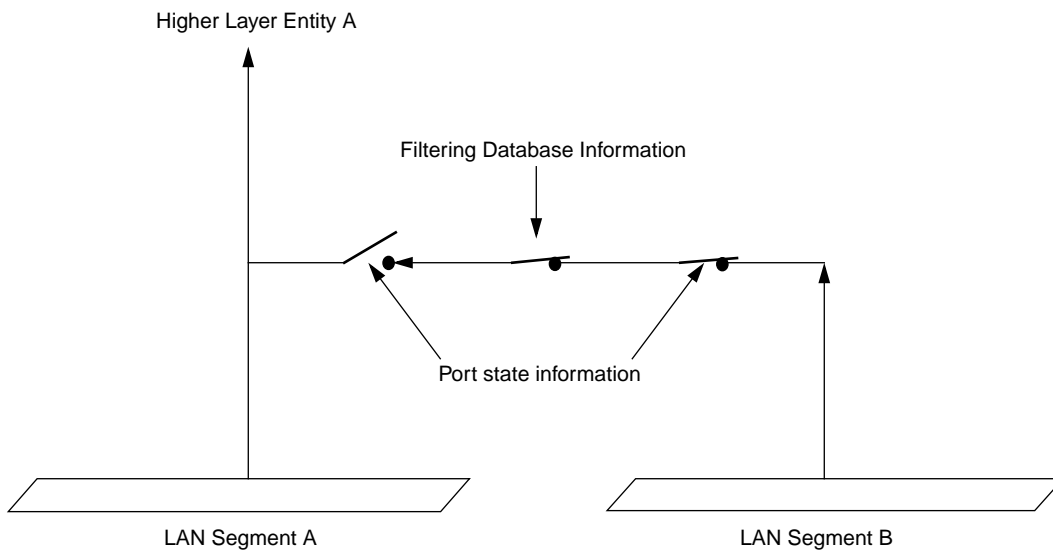 Higher Layer Entity A
Filtering Database Information
Port state information
LAN Segment A
LAN Segment B